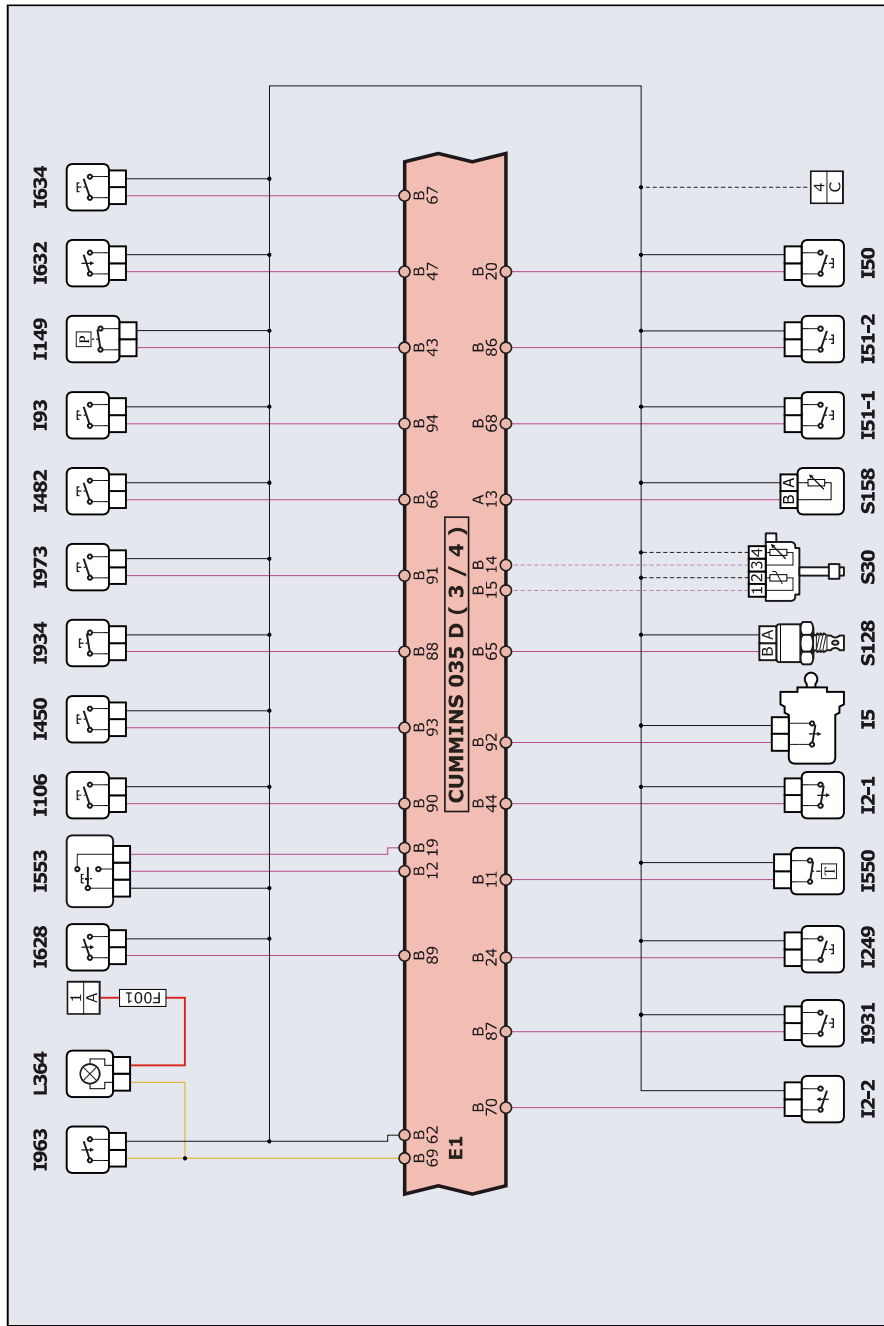 I963
L364
I628
I553
I106
I450
I934
I973
I482
I93
I149
I632
I634
1
A
F001
P
B
69
B
62
B
89
B
12
B
19
B
90
B
93
B
88
B
91
B
66
B
94
B
43
B
47
B
67
E1
CUMMINS 035 D ( 3 / 4 )
B
70
B
87
B
24
B
11
B
44
B
92
B
65
B
15
B
14
A
13
B
68
B
86
B
20
T
B A
1 2 3 4
B A
4
C
I2-2
I931
I249
I550
I2-1
I5
S128
S30
S158
I51-1
I51-2
I50